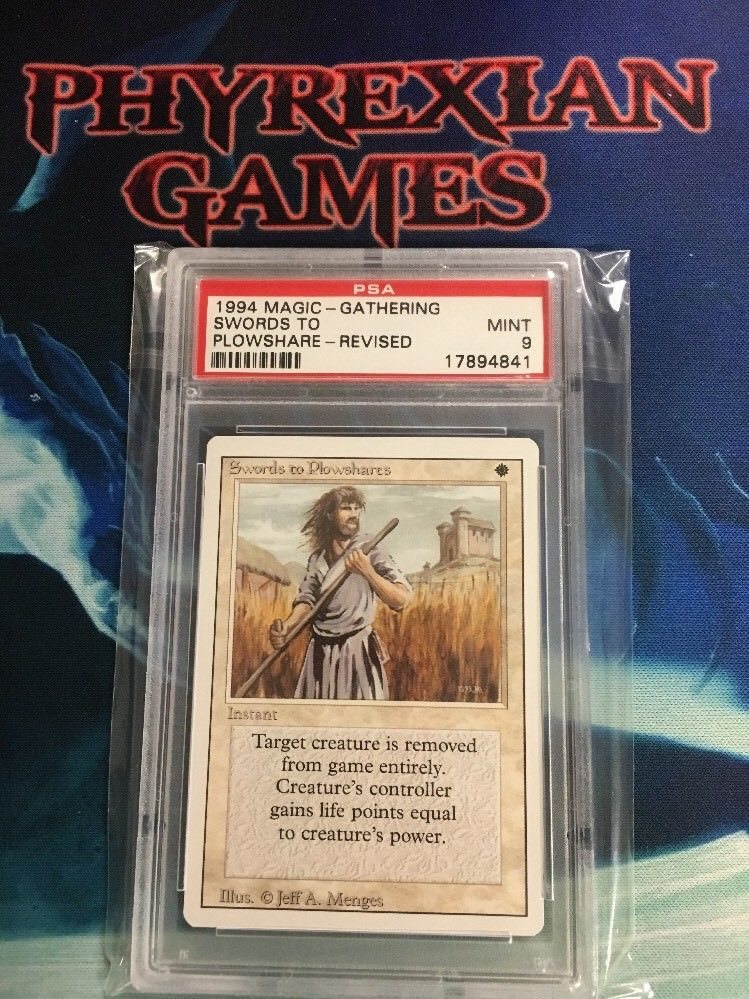 PHYREXIAN
GAMES
PSA
1994 MAGIC – GATHERING
SWORDS TO
MINT
PLOWSHARE – REVISED
9
17894841
Swords to Plowshares
Instant
Target creature is removed
from game entirely.
Creature's controller
gains life points equal
to creature's power.
Illus. © Jeff A. Menges